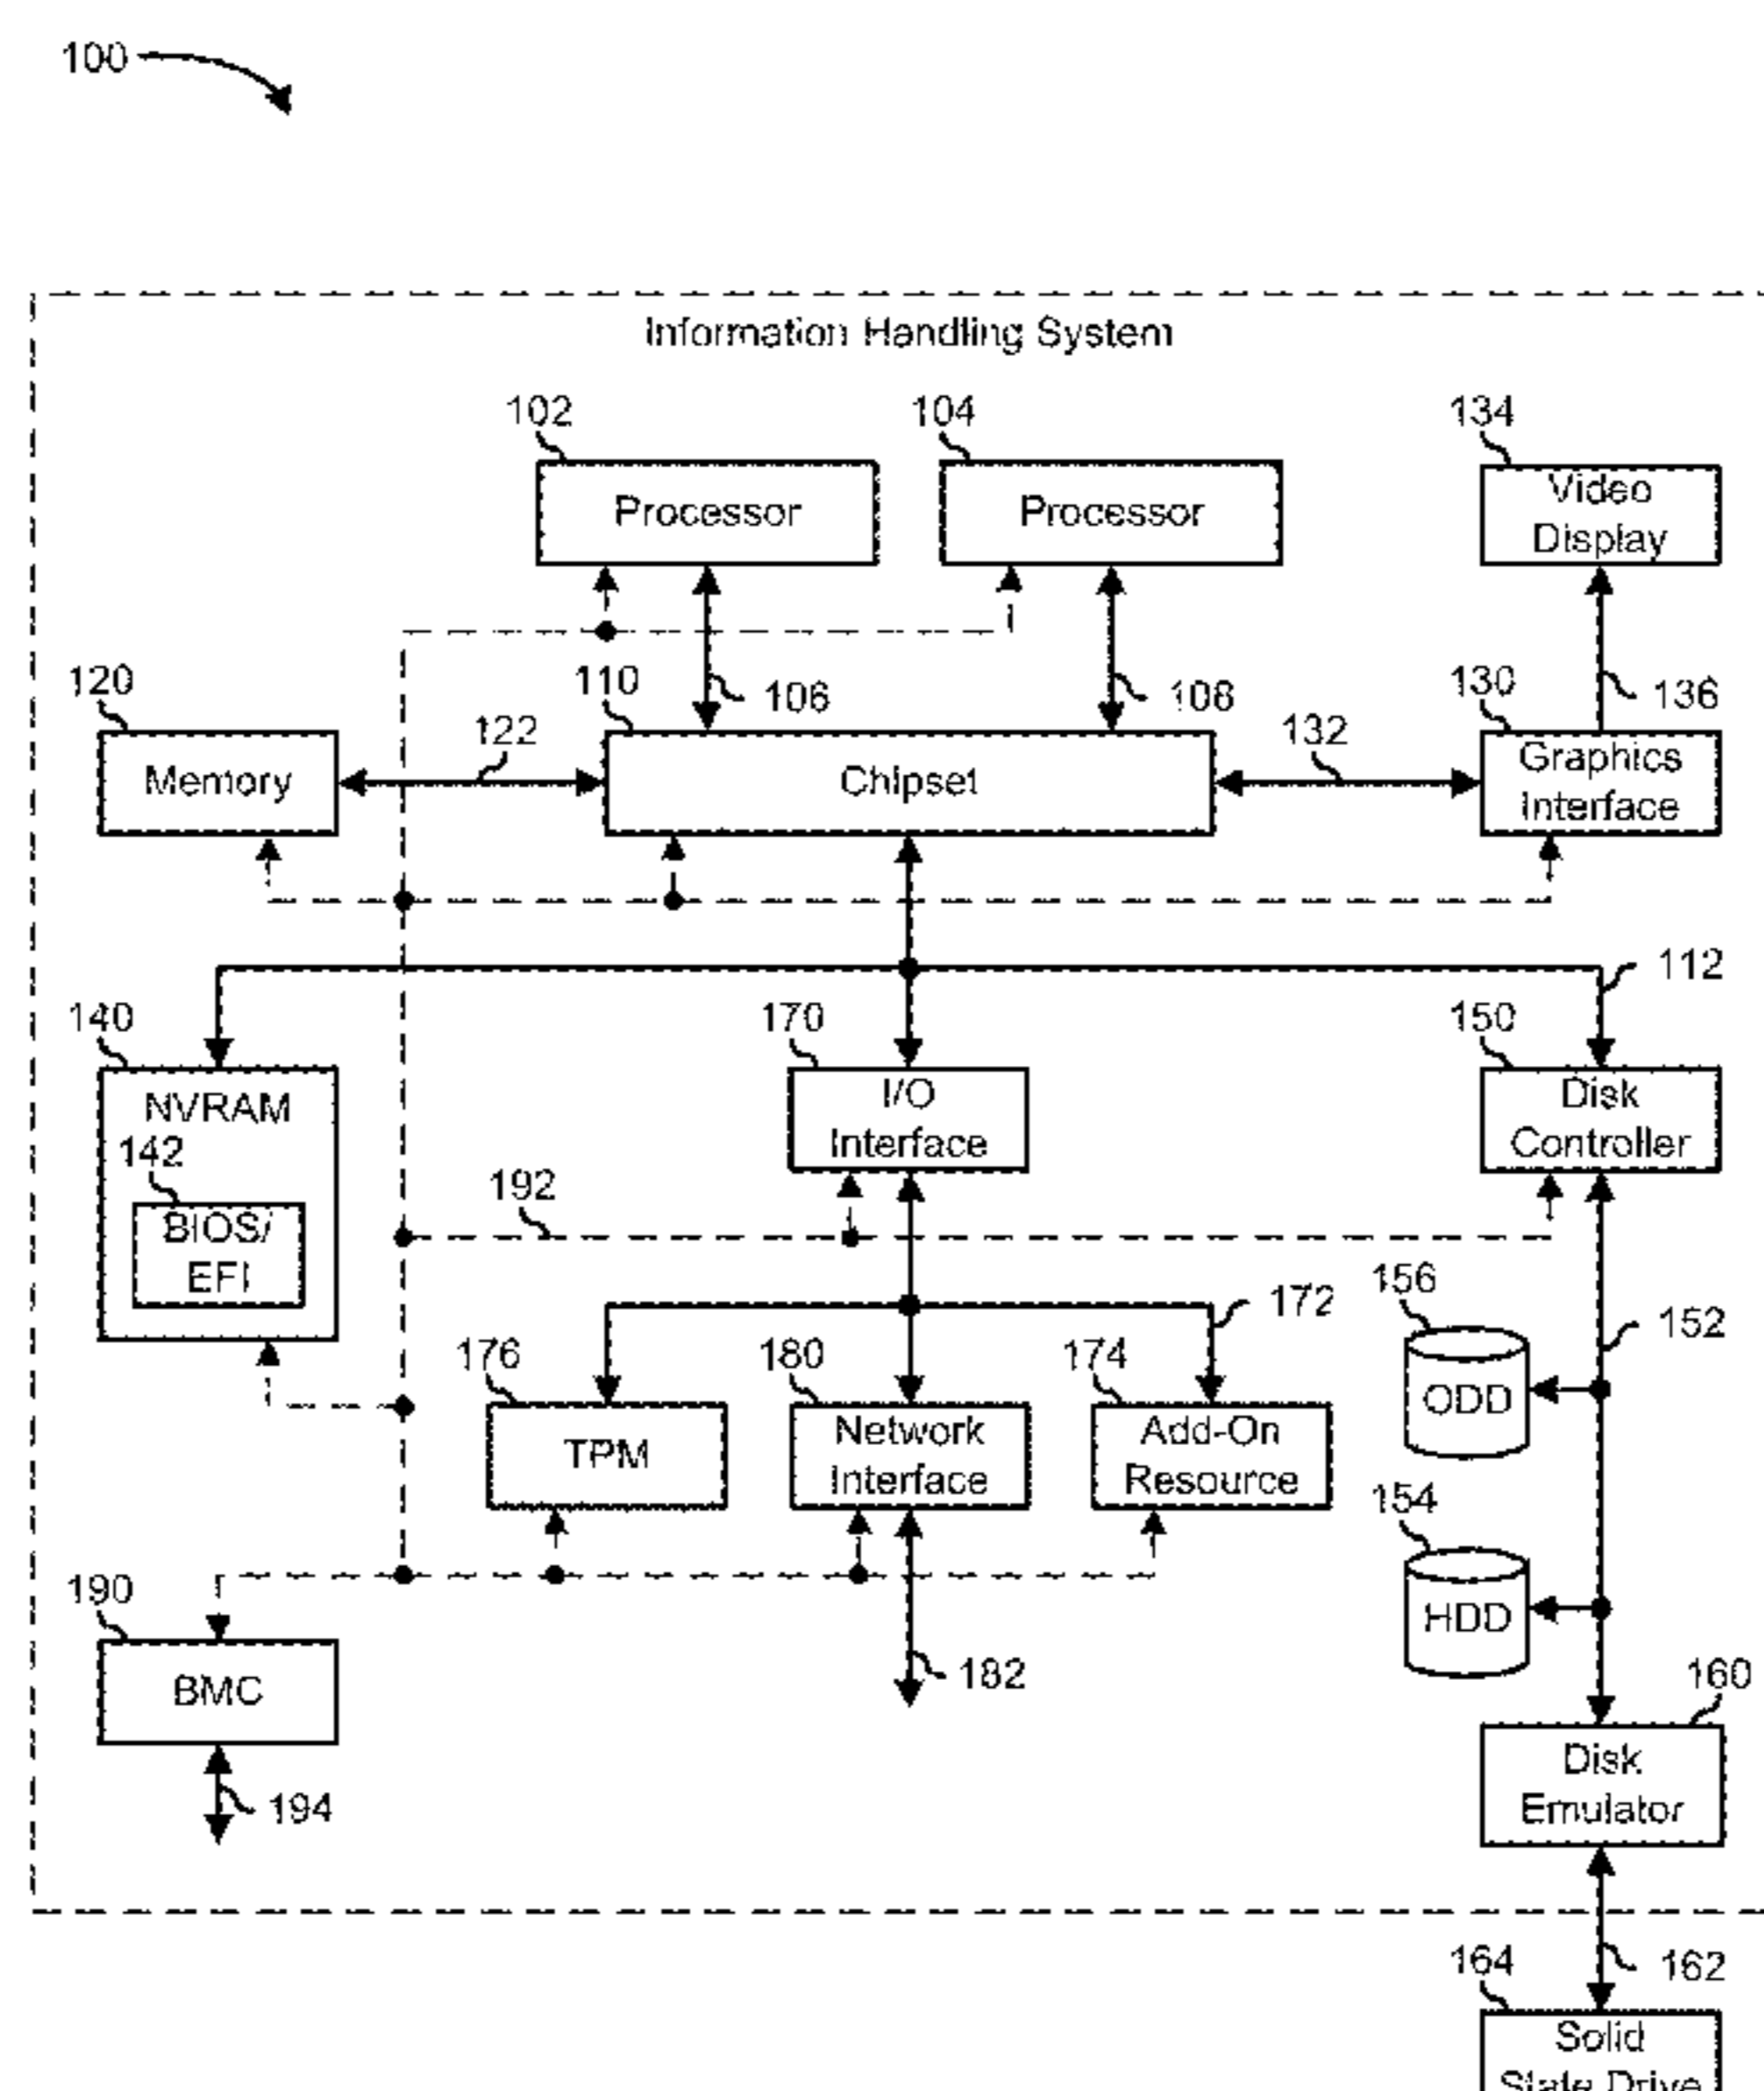 100
Information Handling System
102
104
134
Processor
Processor
Video
Display
120
110
106
108
130
136
122
132
Memory
Chipset
Graphics
Interface
112
140
170
150
NVRAM
I/O
Interface
Disk
Controller
142
BIOS/
EFI
192
156
172
152
176
180
174
ODD
TPM
Network
Interface
Add-On
Resource
154
190
HDD
BMC
182
160
194
Disk
Emulator
164
162
Solid
State Drive